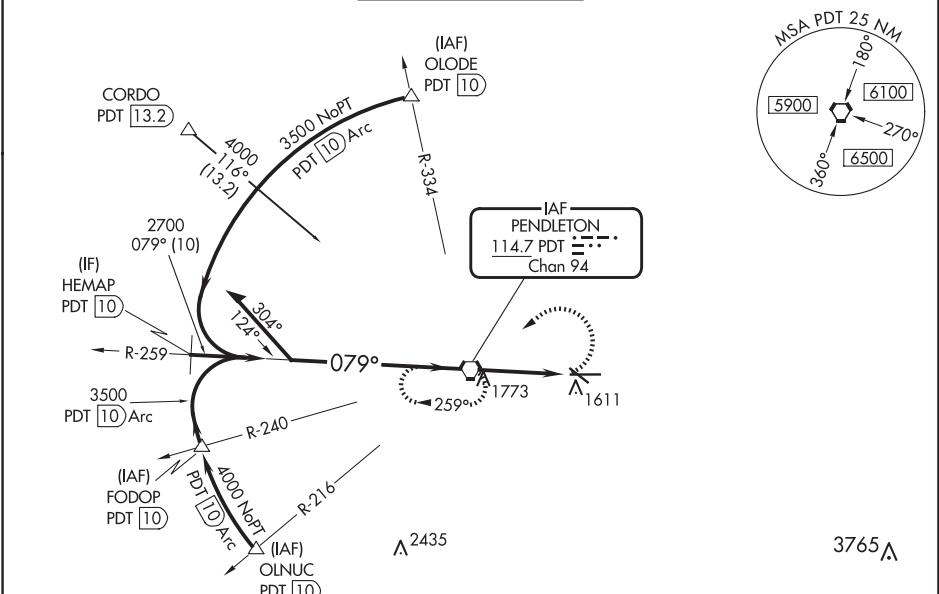 (IAF)
OLODE
PDT 10
CORDO
PDT 13.2
4000
116°
(13.2)
3500 NoPT
PDT 10 Arc
R-334
MSA PDT 25 NM
180°
5900
6100
270°
6500
360°
IAF
PENDLETON
114.7 PDT
Chan 94
2700
079° (10)
(IF)
HEMAP
PDT 10
R-259
304°
124°
079°
259°
1773
1611
3500
PDT 10 Arc
R-240
(IAF)
FODOP
PDT 10
4000 NoPT
PDT 10 Arc
R-216
(IAF)
OLNUC
PDT 10
2435
3765